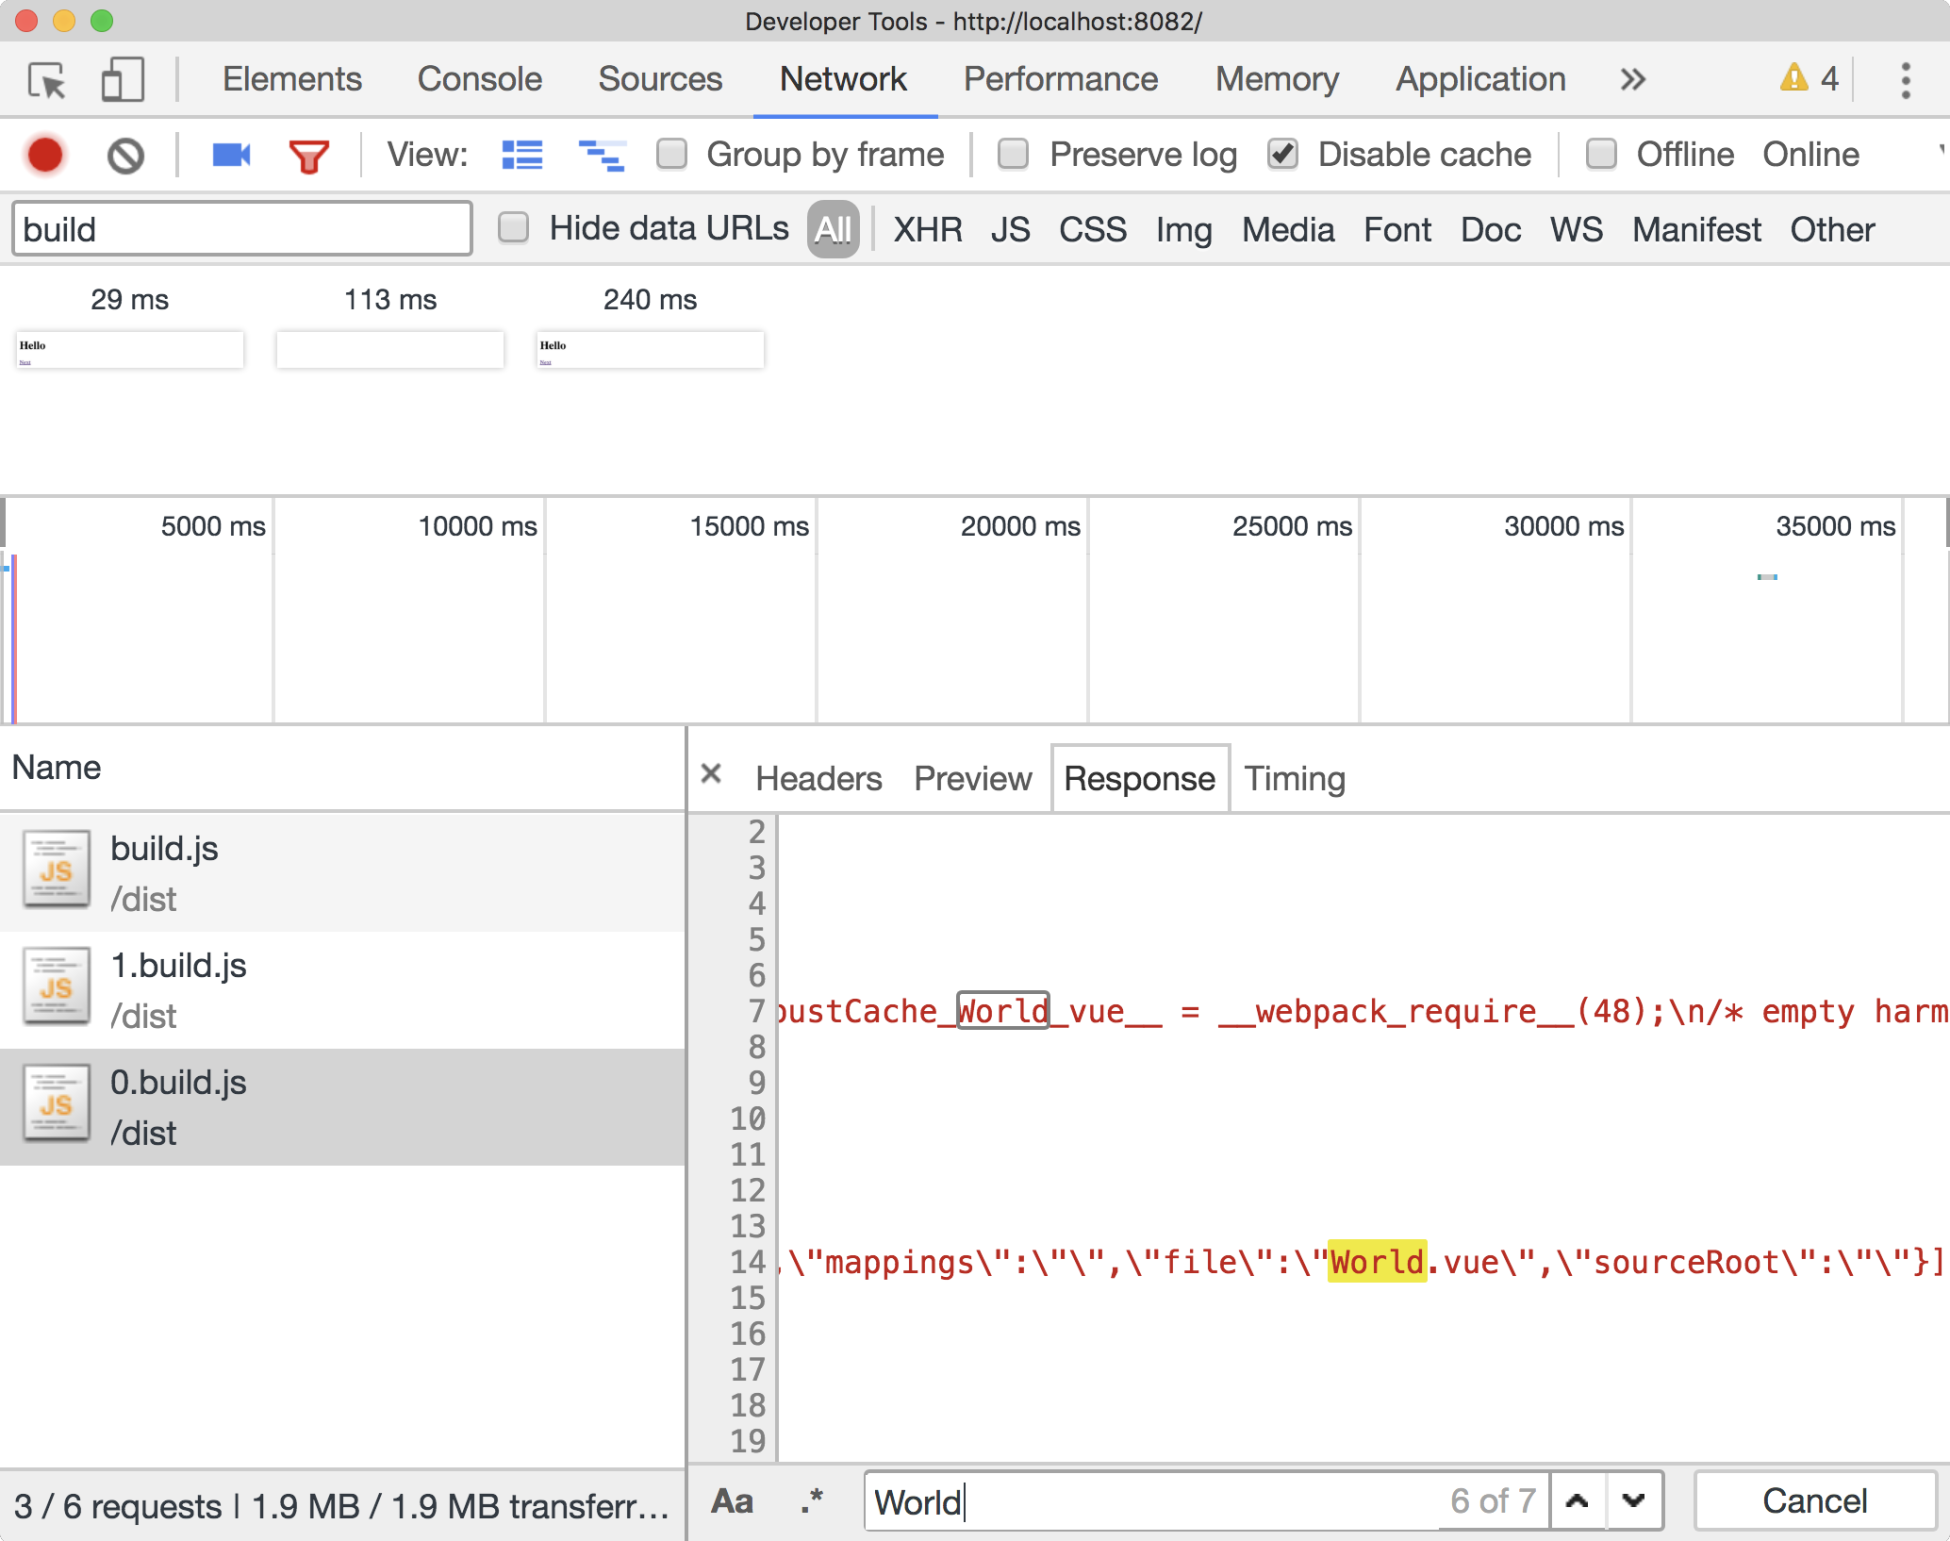 Developer Tools - http://localhost:8082/
Elements Console Sources Network Performance Memory Application » 4
View: Group by frame Preserve log Disable cache Offline Online
build Hide data URLs All XHR JS CSS Img Media Font Doc WS Manifest Other
29 ms 113 ms 240 ms
Hello Hello
Next Next
5000 ms 10000 ms 15000 ms 20000 ms 25000 ms 30000 ms 35000 ms
Name
× Headers Preview Response Timing
JS build.js
/dist
JS 1.build.js
/dist
JS 0.build.js
/dist
2
3
4
5
6
7 bustCache_World_vue__ = __webpack_require__(48);\n/* empty harm
8
9
10
11
12
13
14 ,\"mappings\":\"\",\"file\":\"World.vue\",\"sourceRoot\":\"\"}]
15
16
17
18
19
3 / 6 requests | 1.9 MB / 1.9 MB transferr...
Aa .* World 6 of 7 Cancel